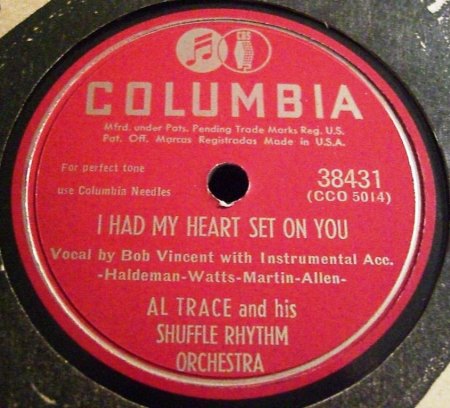 CBS
COLUMBIA
Mfrd. under Pats. Pending Trade Marks Reg. U.S.
Pat. Off. Marcas Registradas Made in U.S.A.
For perfect tone
use Columbia Needles
38431
(CCO 5014)
I HAD MY HEART SET ON YOU
Vocal by Bob Vincent with Instrumental Acc.
-Haldeman-Watts-Martin-Allen-
AL TRACE and his
SHUFFLE RHYTHM
ORCHESTRA